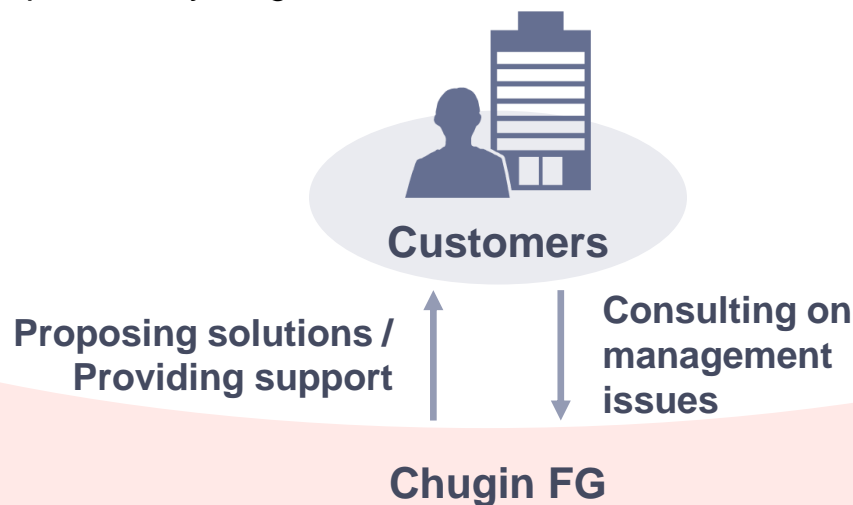 Customers
Proposing solutions /
Providing support
Consulting on
management
issues
Chugin FG